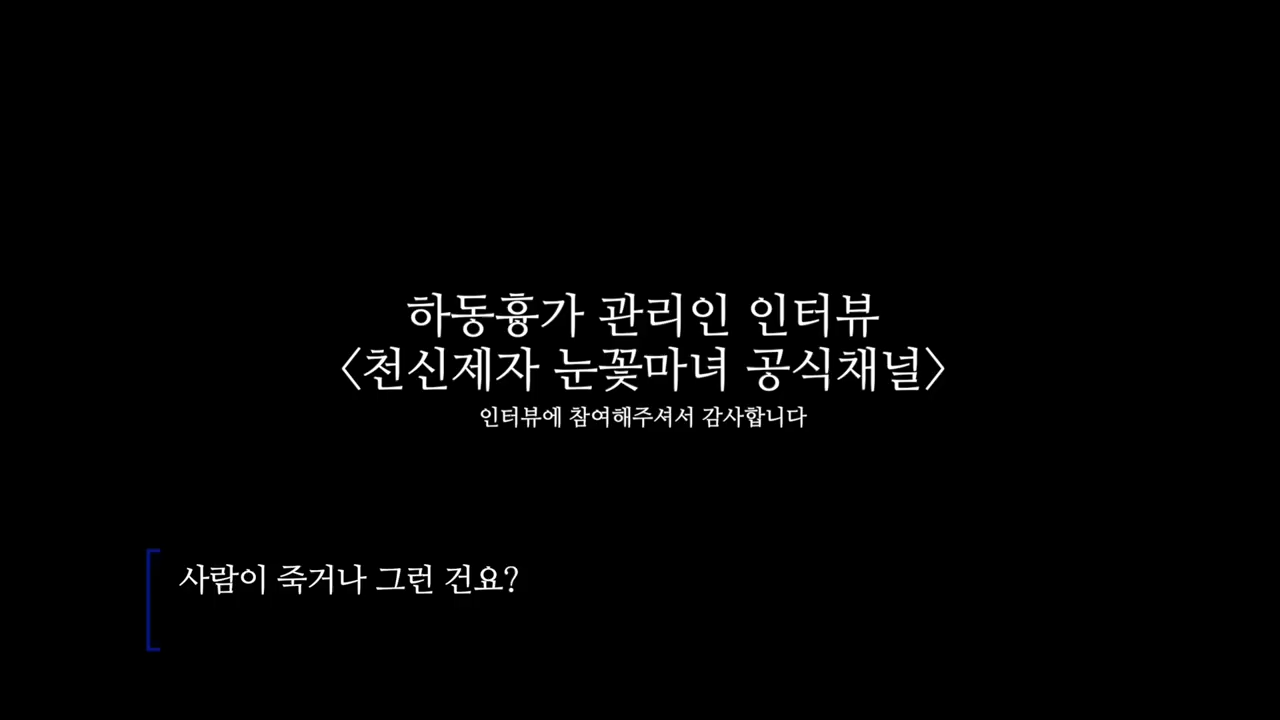 하동흉가 관리인 인터뷰
〈천신제자 눈꽃마녀 공식채널〉
인터뷰에 참여해주셔서 감사합니다
사람이 죽거나 그런 건요?